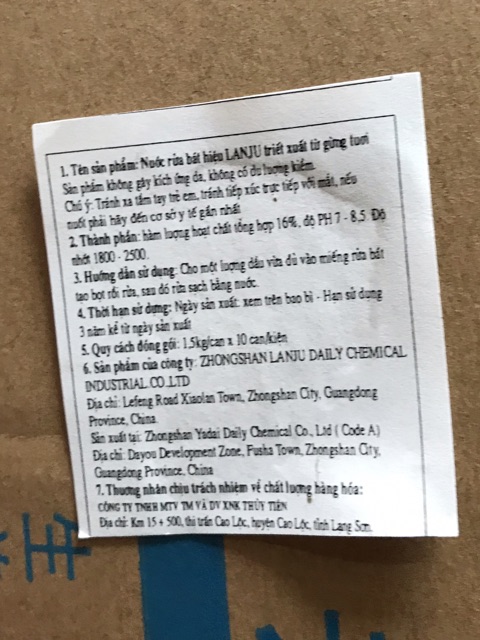 1. Tên sản phẩm: Nước rửa bát hiệu LANJU triết xuất từ gừng tươi
Sản phẩm không gây kích ứng da, không có dư lượng kiềm.
Chú ý: Tránh xa tầm tay trẻ em, tránh tiếp xúc trực tiếp với mắt, nếu
nuốt phải hãy đến cơ sở y tế gần nhất
2. Thành phần: hàm lượng hoạt chất tổng hợp 16%, độ PH 7 - 8,5 Độ
nhớt 1800 - 2500.
3. Hướng dẫn sử dụng: Cho một lượng dầu vừa đủ vào miếng rửa bát
tạo bọt rồi rửa, sau đó rửa sạch bằng nước.
4. Thời hạn sử dụng: Ngày sản xuất: xem trên bao bì - Hạn sử dụng
3 năm kể từ ngày sản xuất
5. Quy cách đóng gói: 1.5kg/can x 10 can/kiện
6. Sản phẩm của công ty: ZHONGSHAN LANJU DAILY CHEMICAL
INDUSTRIAL CO.,LTD
Địa chỉ: Lefeng Road Xiaolan Town, Zhongshan City, Guangdong
Province, China.
Sản xuất tại: Zhongshan Yadai Daily Chemical Co., Ltd ( Code A)
Địa chỉ: Dayou Development Zone, Fusha Town, Zhongshan City,
Guangdong Province, China
7. Thương nhân chịu trách nhiệm về chất lượng hàng hóa:
CÔNG TY TNHH MTV TM VÀ DV XNK THỦY TIÊN
Địa chỉ: Km 15 + 500, thị trấn Cao Lộc, huyện Cao Lộc, tỉnh Lạng Sơn.